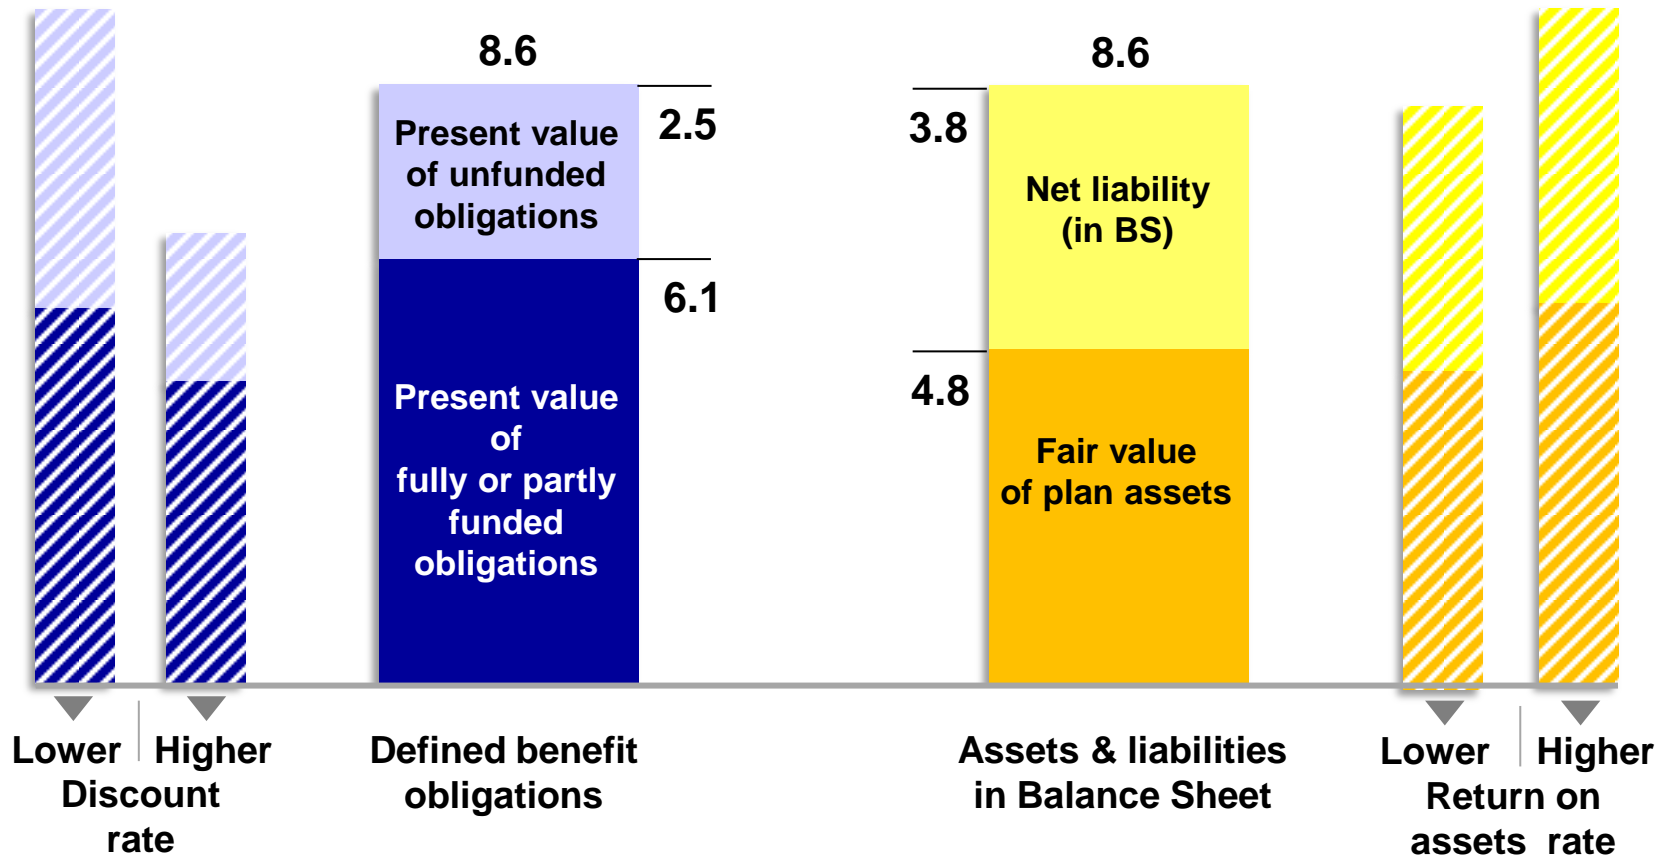 8.6
Present value
of unfunded
obligations
2.5
Present value
of
fully or partly
funded
obligations
6.1
8.6
3.8
Net liability
(in BS)
4.8
Fair value
of plan assets
Lower
Higher
Discount
rate
Defined benefit
obligations
Assets & liabilities
in Balance Sheet
Lower
Higher
Return on
assets rate